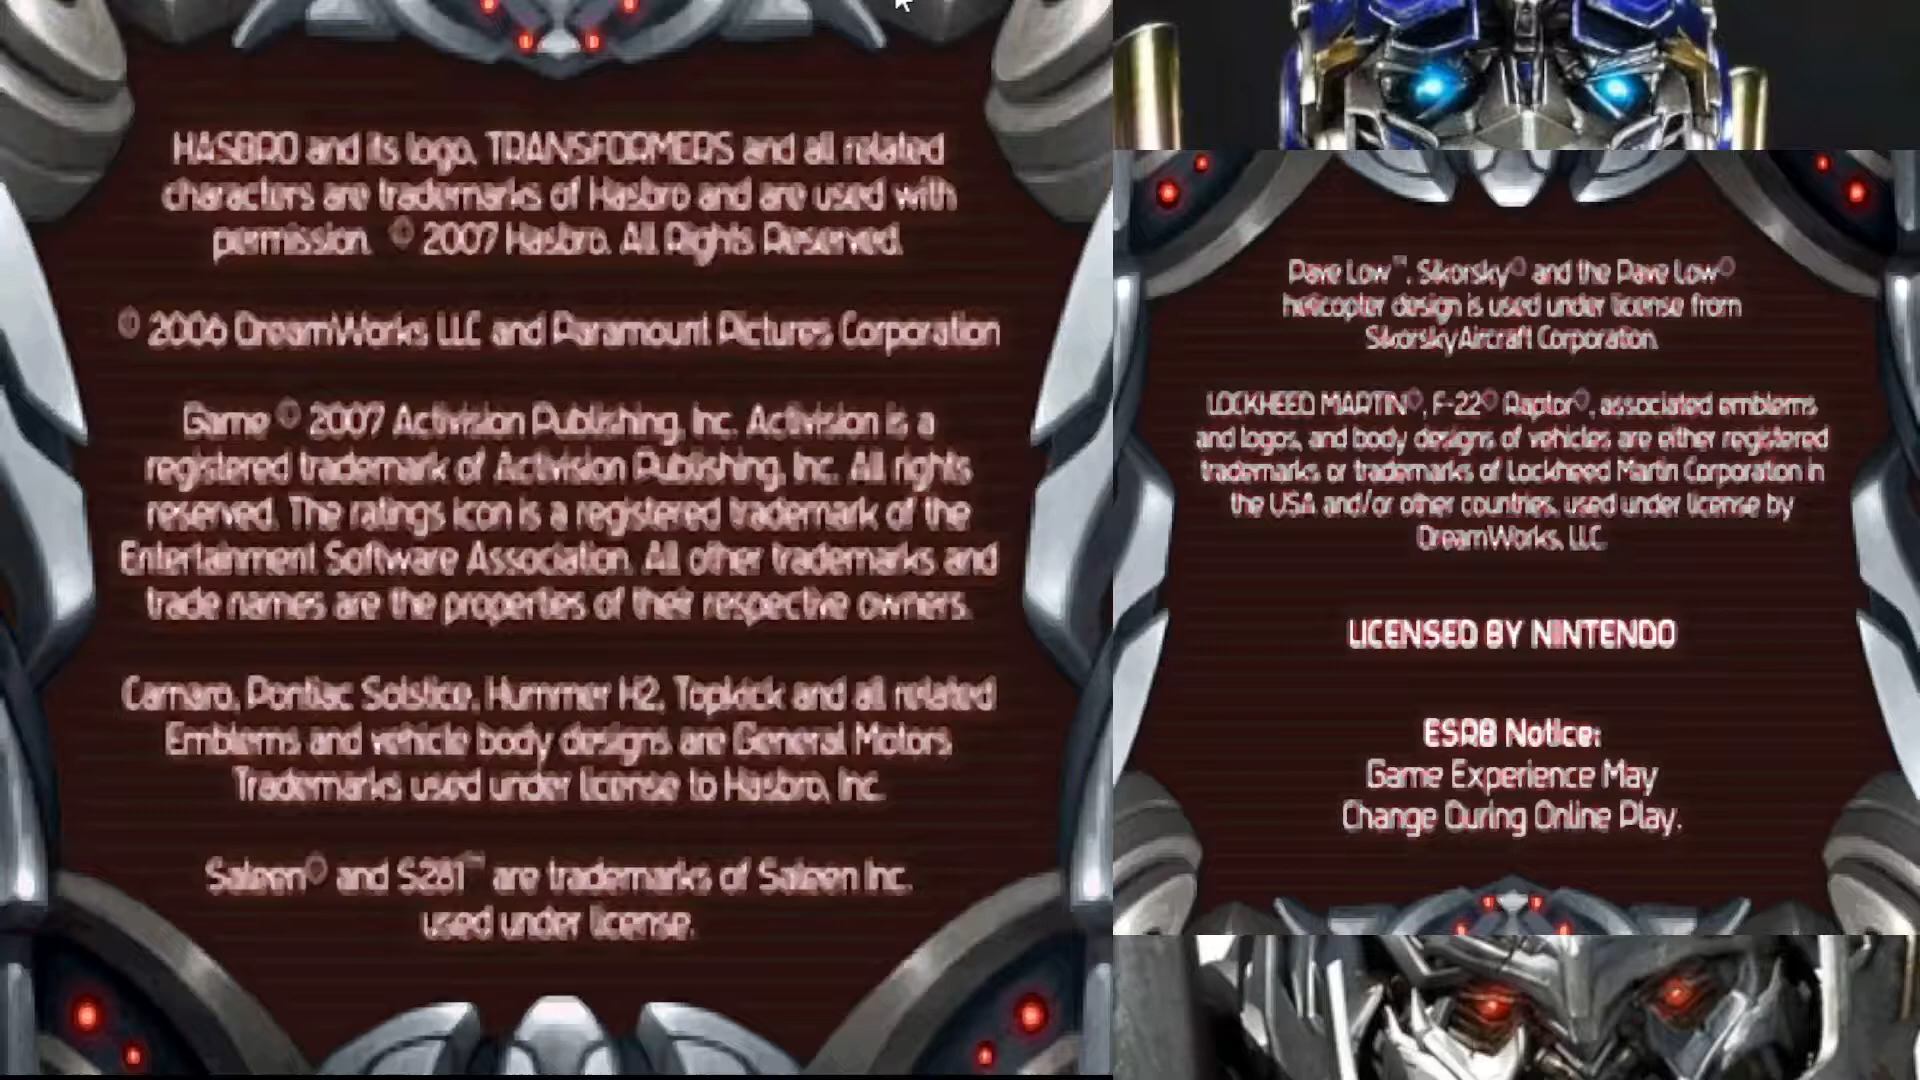 HASBRO and its logo, TRANSFORMERS and all related
characters are trademarks of Hasbro and are used with
permission. © 2007 Hasbro. All Rights Reserved.
© 2006 DreamWorks LLC and Paramount Pictures Corporation
Game © 2007 Activision Publishing, Inc. Activision is a
registered trademark of Activision Publishing, Inc. All rights
reserved. The ratings icon is a registered trademark of the
Entertainment Software Association. All other trademarks and
trade names are the properties of their respective owners.
Camaro, Pontiac Solstice, Hummer H2, Topkick and all related
Emblems and vehicle body designs are General Motors
Trademarks used under license to Hasbro, Inc.
Saleen® and S281™ are trademarks of Saleen Inc.
used under license.
Pave Low™, Sikorsky® and the Pave Low®
helicopter design is used under license from
Sikorsky Aircraft Corporation.
LOCKHEED MARTIN®, F-22® Raptor®, associated emblems
and logos, and body designs of vehicles are either registered
trademarks or trademarks of Lockheed Martin Corporation in
the USA and/or other countries, used under license by
DreamWorks, LLC.
LICENSED BY NINTENDO
ESRB Notice:
Game Experience May
Change During Online Play.